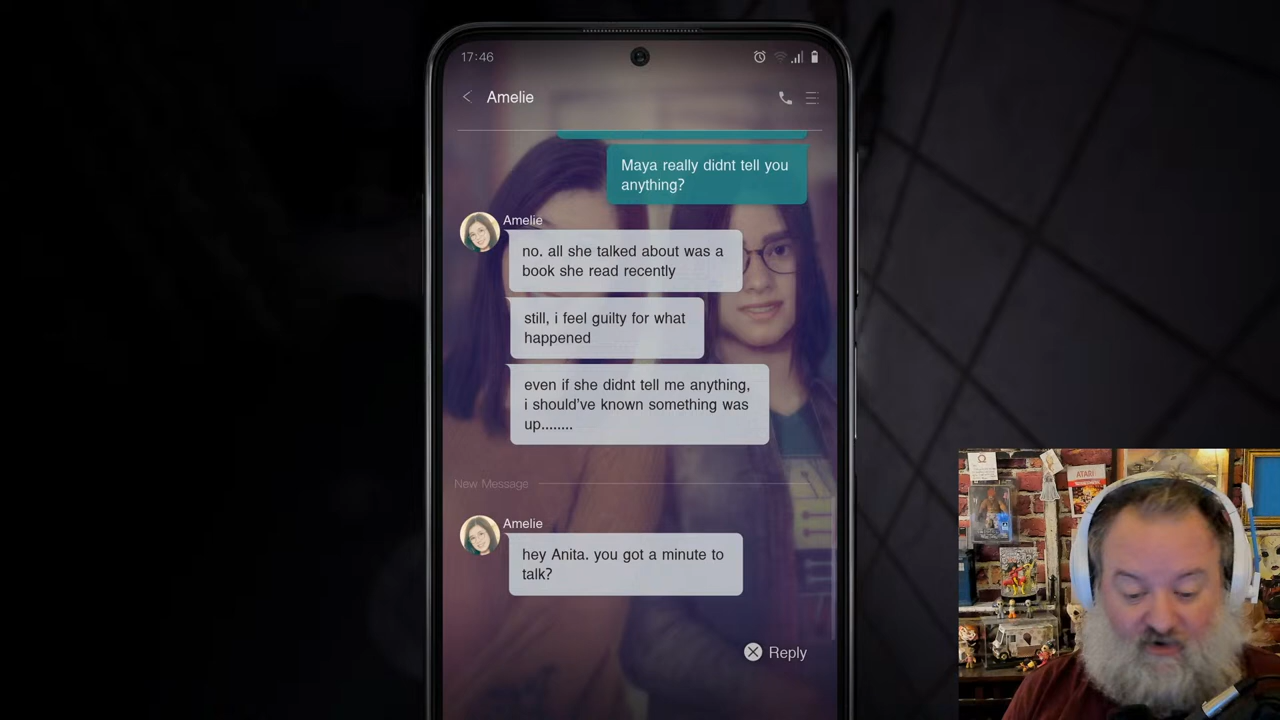 17:46
Amelie
Maya really didnt tell you
anything?
Amelie
no. all she talked about was a
book she read recently
still, i feel guilty for what
happened
even if she didnt tell me anything,
i should've known something was
up........
New Message
Amelie
hey Anita. you got a minute to
talk?
Reply
ATARI